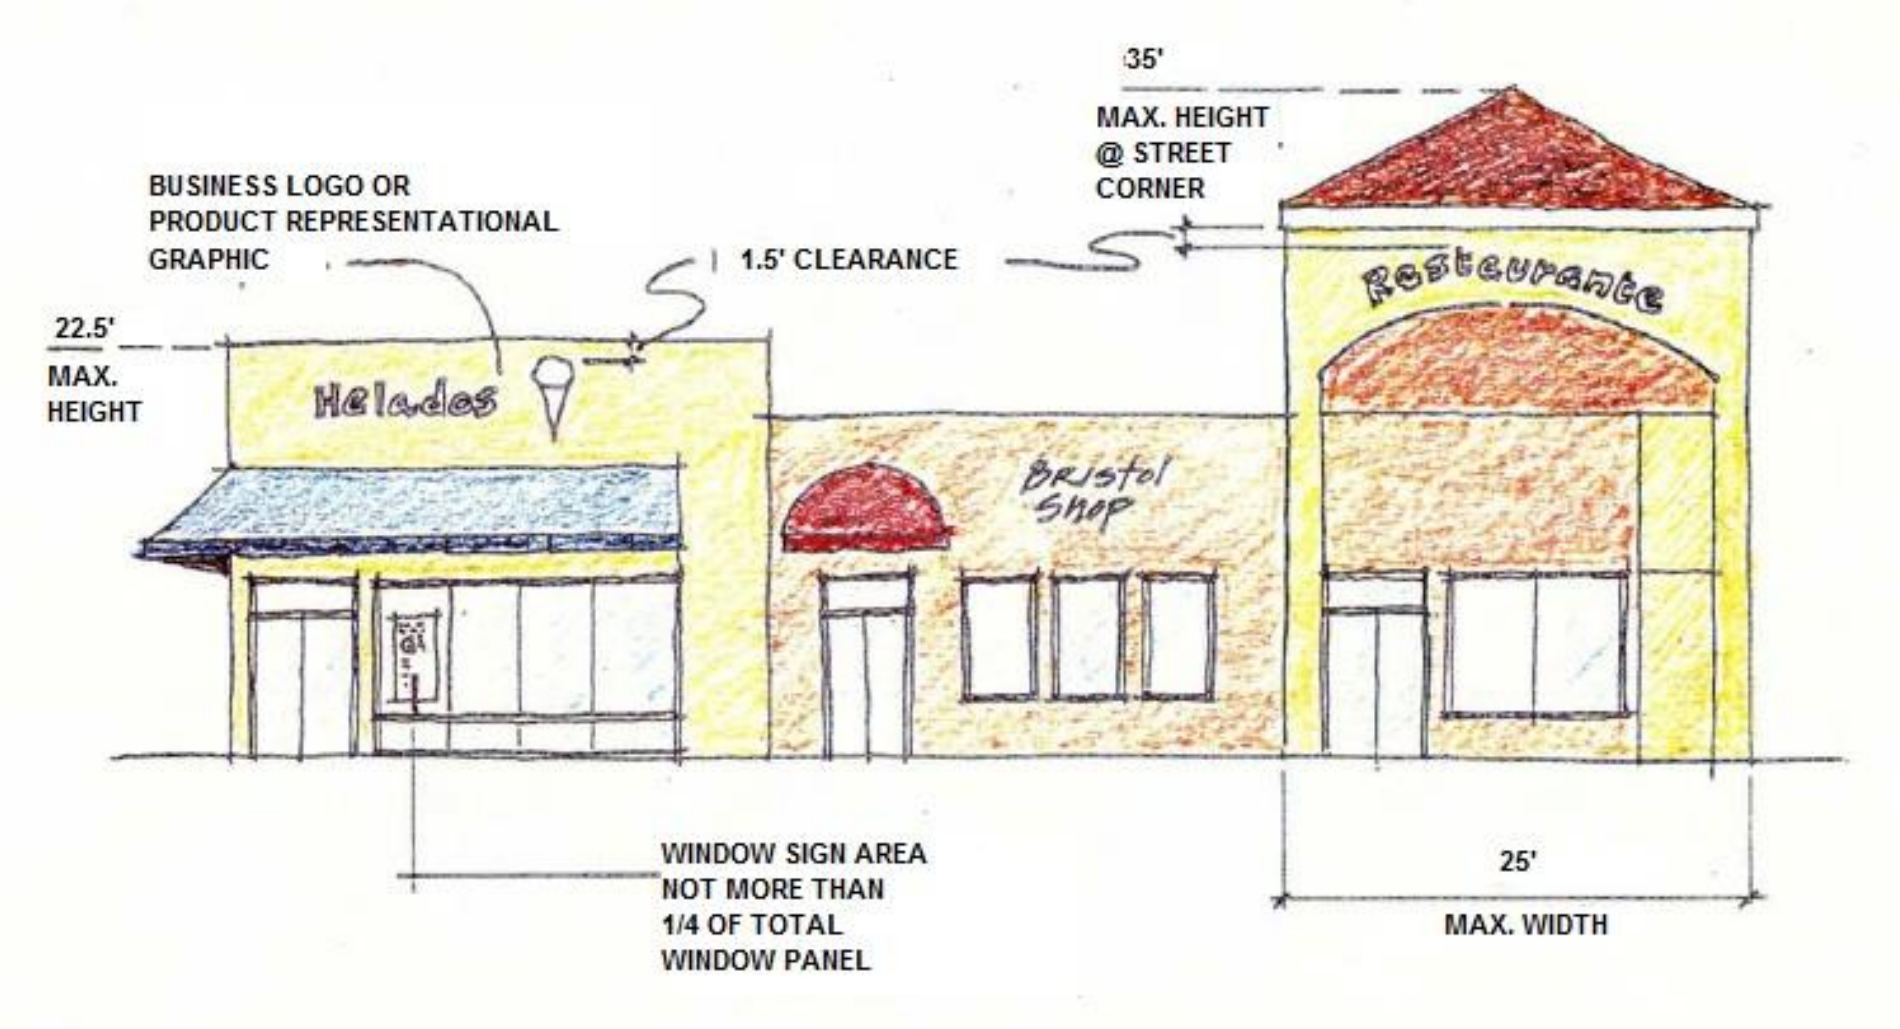 35'
MAX. HEIGHT
@ STREET
CORNER
BUSINESS LOGO OR
PRODUCT REPRESENTATIONAL
GRAPHIC
1.5' CLEARANCE
Restaurante
22.5'
MAX.
HEIGHT
Helados
Bristol
Shop
WINDOW SIGN AREA
NOT MORE THAN
1/4 OF TOTAL
WINDOW PANEL
25'
MAX. WIDTH